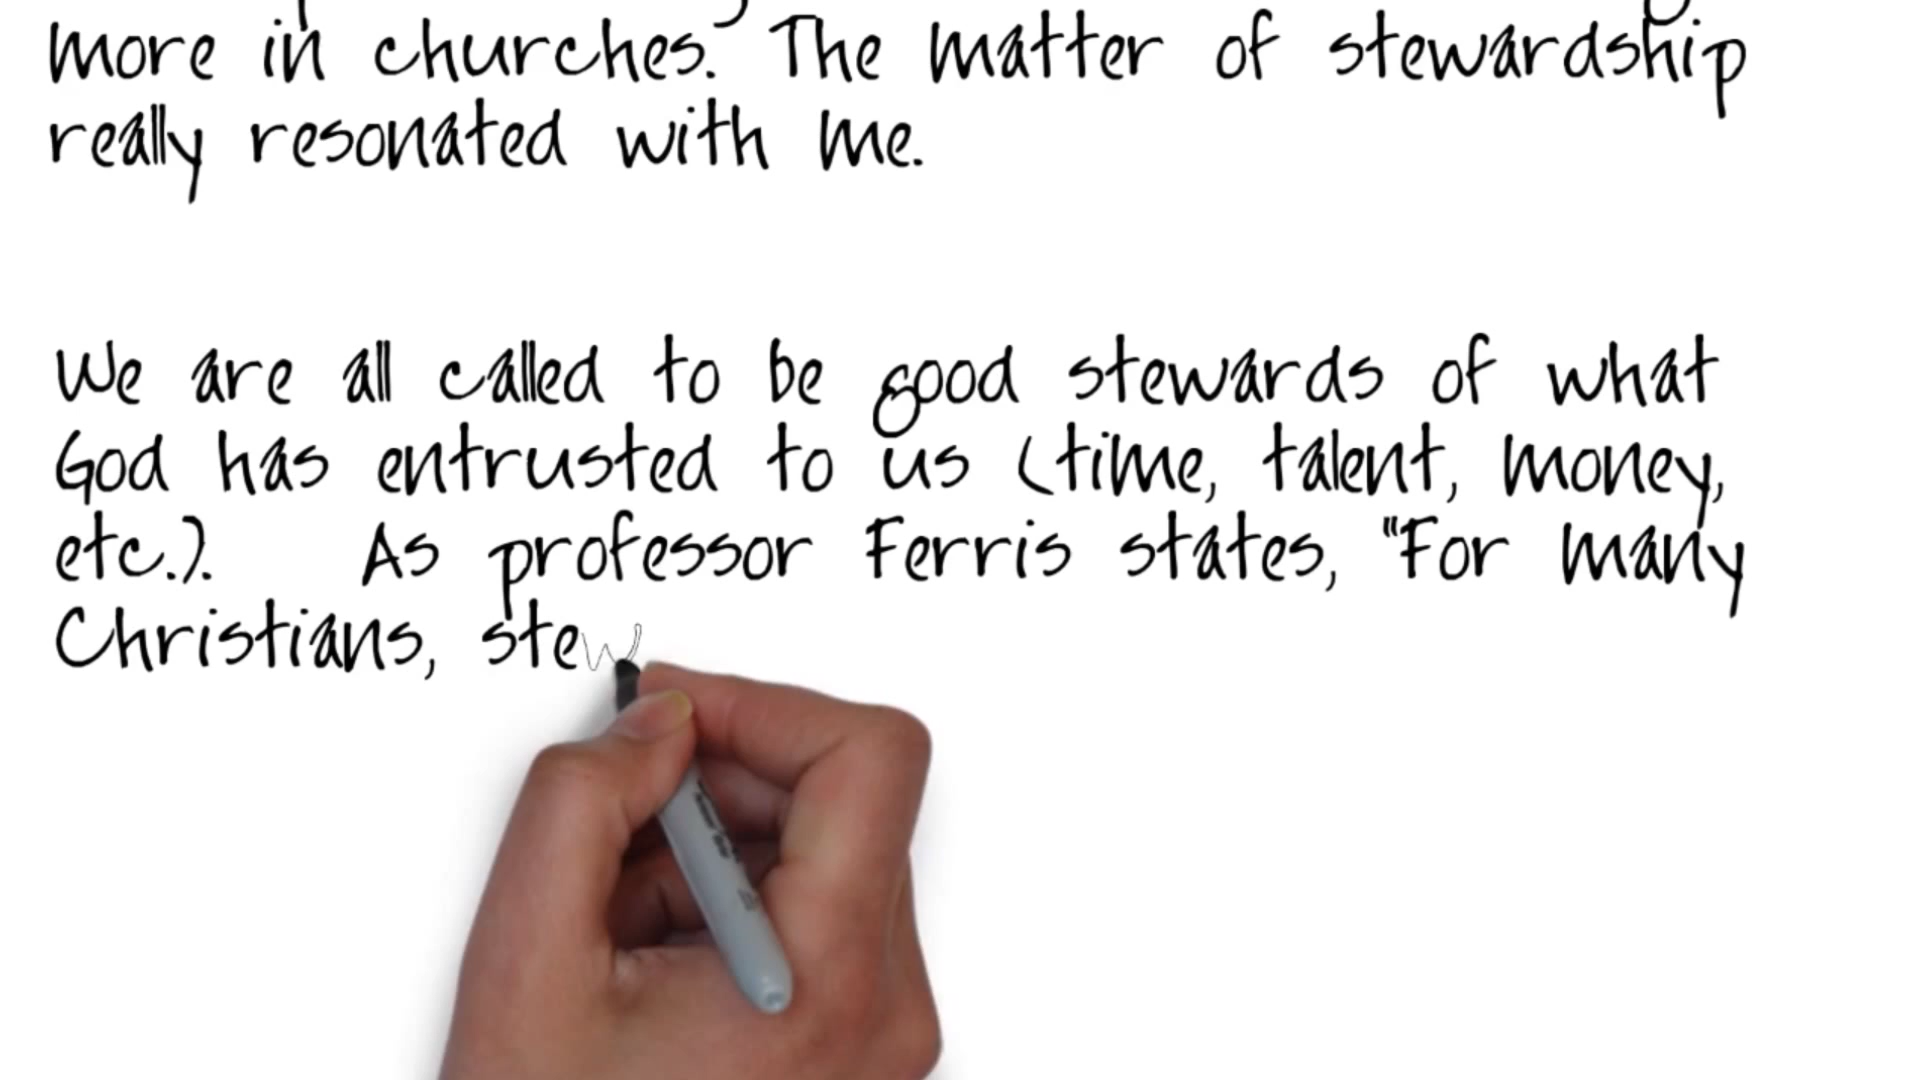 more in churches. The matter of stewardship
really resonated with me.
We are all called to be good stewards of what
God has entrusted to us (time, talent, money,
etc.). As professor Ferris states, "For many
Christians, stew